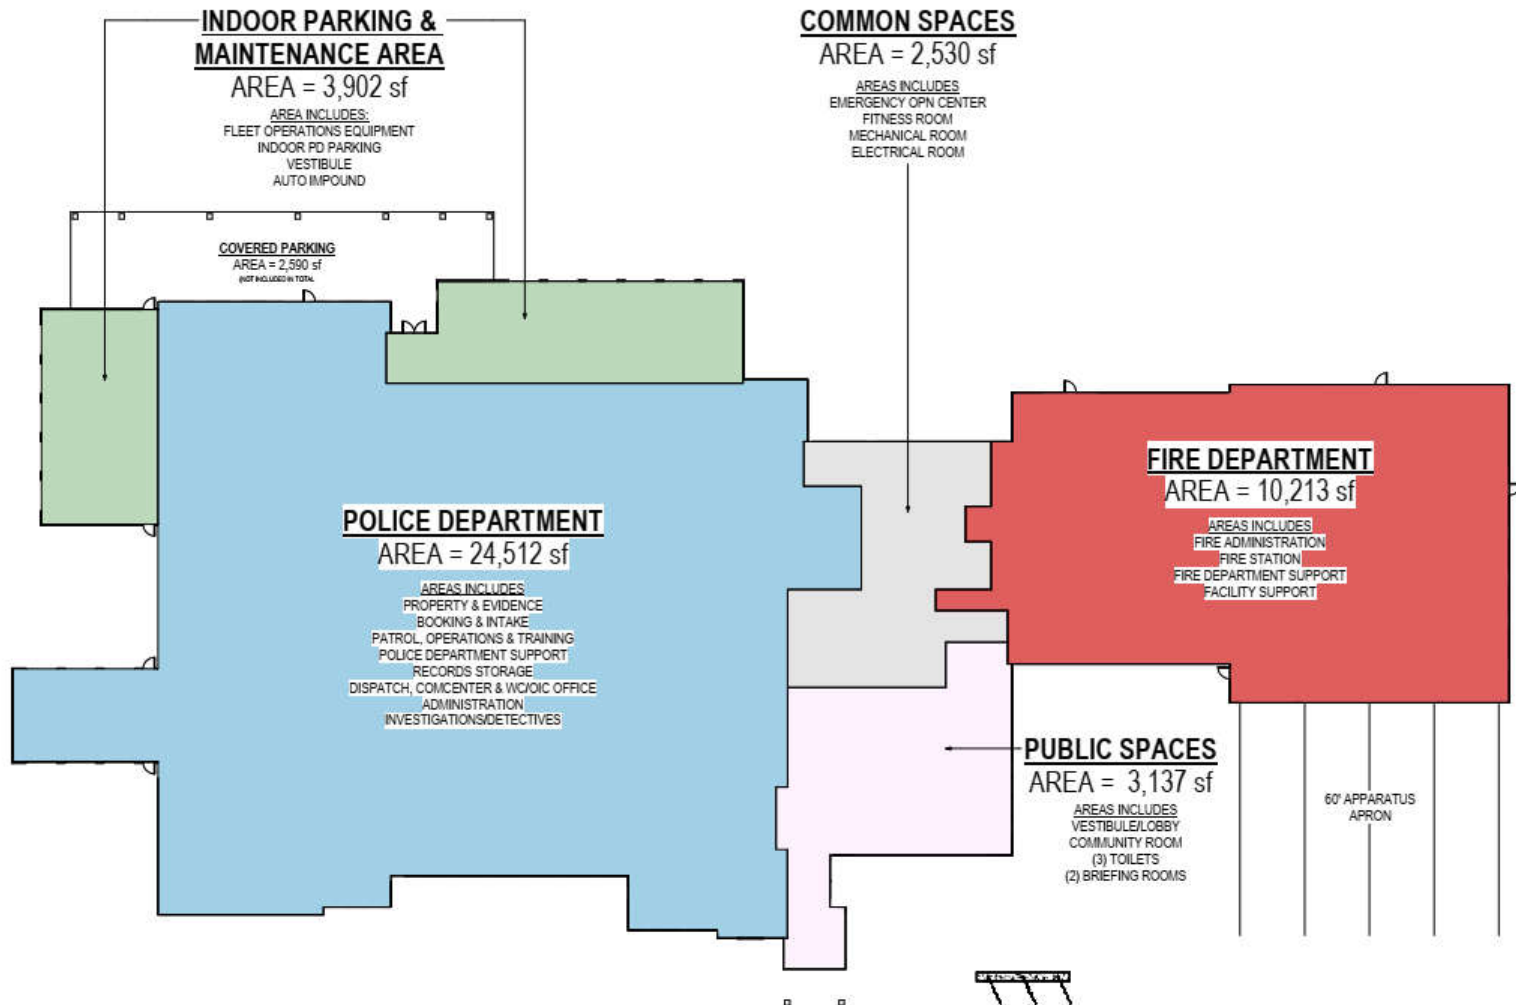 INDOOR PARKING &
MAINTENANCE AREA
AREA = 3,902 sf
AREA INCLUDES:
FLEET OPERATIONS EQUIPMENT
INDOOR PD PARKING
VESTIBULE
AUTO IMPOUND
COMMON SPACES
AREA = 2,530 sf
AREAS INCLUDES
EMERGENCY OPN CENTER
FITNESS ROOM
MECHANICAL ROOM
ELECTRICAL ROOM
COVERED PARKING
AREA = 2,590 sf
(NOT INCLUDED IN TOTAL
POLICE DEPARTMENT
AREA = 24,512 sf
AREAS INCLUDES
PROPERTY & EVIDENCE
BOOKING & INTAKE
PATROL, OPERATIONS & TRAINING
POLICE DEPARTMENT SUPPORT
RECORDS STORAGE
DISPATCH, COMCENTER & WC/OIC OFFICE
ADMINISTRATION
INVESTIGATIONS/DETECTIVES
FIRE DEPARTMENT
AREA = 10,213 sf
AREAS INCLUDES
FIRE ADMINISTRATION
FIRE STATION
FIRE DEPARTMENT SUPPORT
FACILITY SUPPORT
PUBLIC SPACES
AREA = 3,137 sf
AREAS INCLUDES
VESTIBULE/LOBBY
COMMUNITY ROOM
(3) TOILETS
(2) BRIEFING ROOMS
60' APPARATUS
APRON